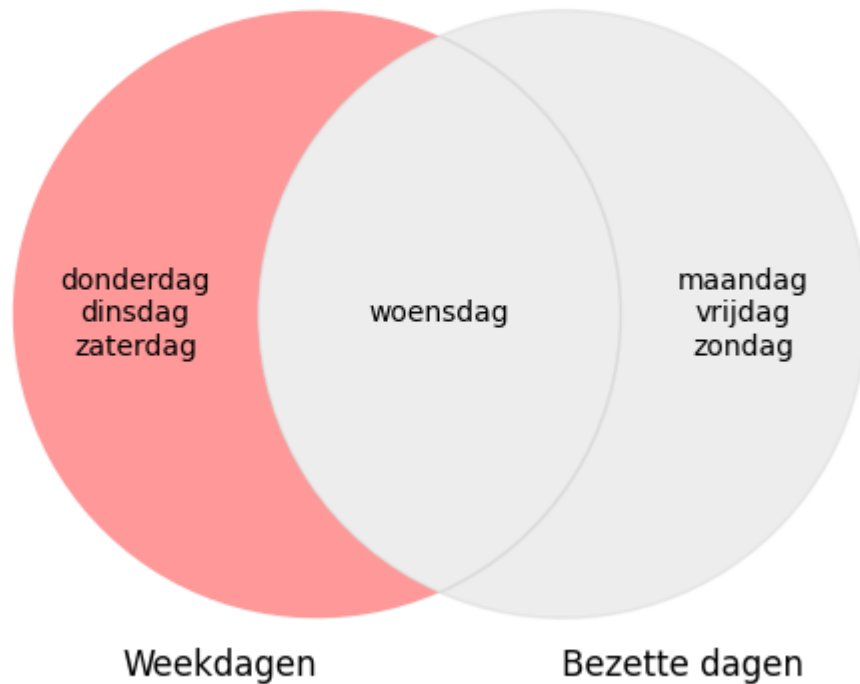 donderdag
dinsdag
zaterdag
woensdag
maandag
vrijdag
zondag
Weekdagen
Bezette dagen